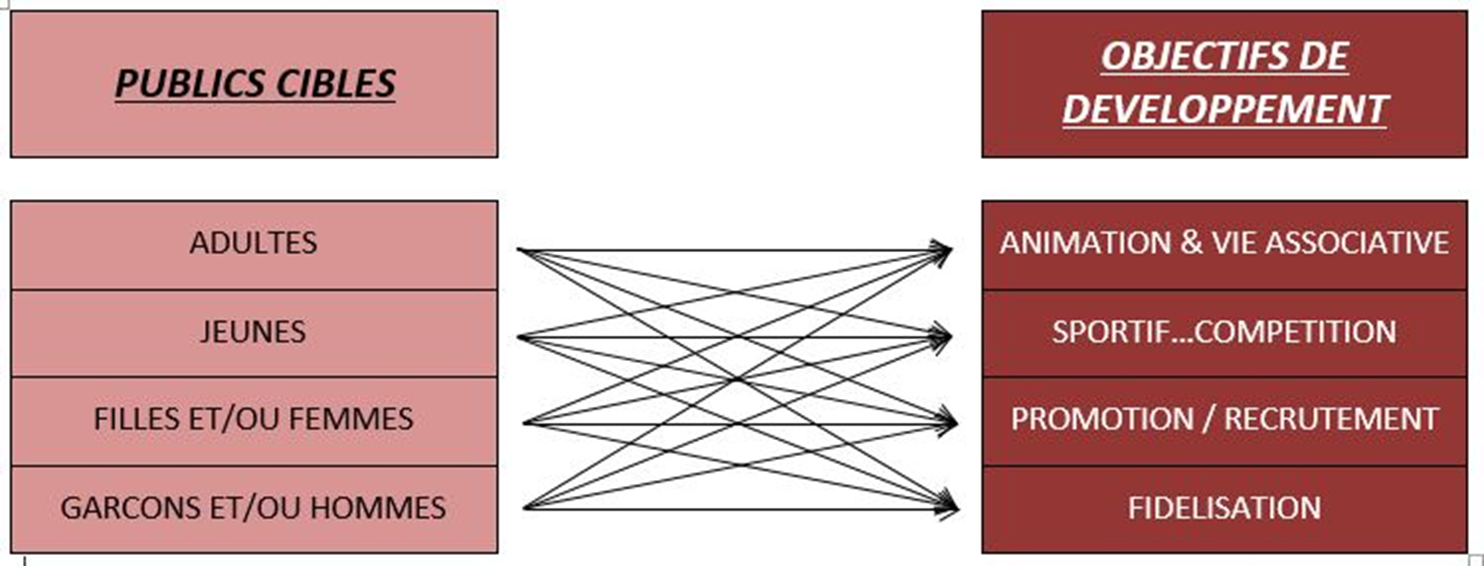 PUBLICS CIBLES
OBJECTIFS DE
DEVELOPPEMENT
ADULTES
ANIMATION & VIE ASSOCIATIVE
JEUNES
SPORTIF...COMPETITION
FILLES ET/OU FEMMES
PROMOTION / RECRUTEMENT
GARCONS ET/OU HOMMES
FIDELISATION